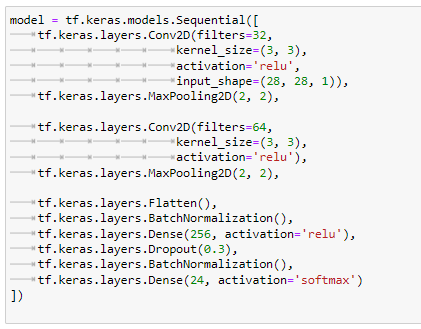 model = tf.keras.models.Sequential([
    tf.keras.layers.Conv2D(filters=32,
                        kernel_size=(3, 3),
                        activation='relu',
                        input_shape=(28, 28, 1)),
    tf.keras.layers.MaxPooling2D(2, 2),

    tf.keras.layers.Conv2D(filters=64,
                        kernel_size=(3, 3),
                        activation='relu'),
    tf.keras.layers.MaxPooling2D(2, 2),

    tf.keras.layers.Flatten(),
    tf.keras.layers.BatchNormalization(),
    tf.keras.layers.Dense(256, activation='relu'),
    tf.keras.layers.Dropout(0.3),
    tf.keras.layers.BatchNormalization(),
    tf.keras.layers.Dense(24, activation='softmax')
])